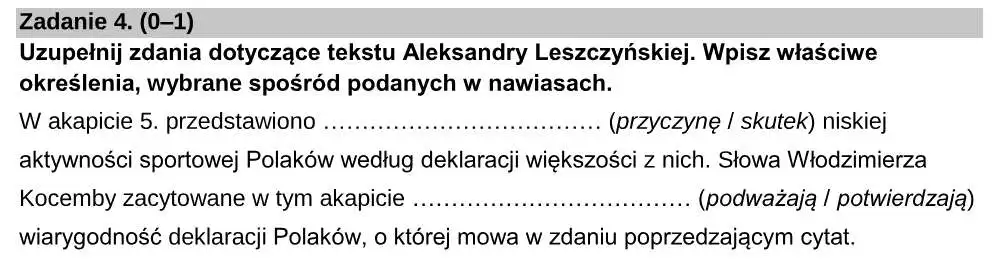 Zadanie 4. (0–1)
Uzupełnij zdania dotyczące tekstu Aleksandry Leszczyńskiej. Wpisz właściwe
określenia, wybrane spośród podanych w nawiasach.
W akapicie 5. przedstawiono ……………………………… (przyczynę / skutek) niskiej
aktywności sportowej Polaków według deklaracji większości z nich. Słowa Włodzimierza
Kocemby zacytowane w tym akapicie ……………………………… (podważają / potwierdzają)
wiarygodność deklaracji Polaków, o której mowa w zdaniu poprzedzającym cytat.